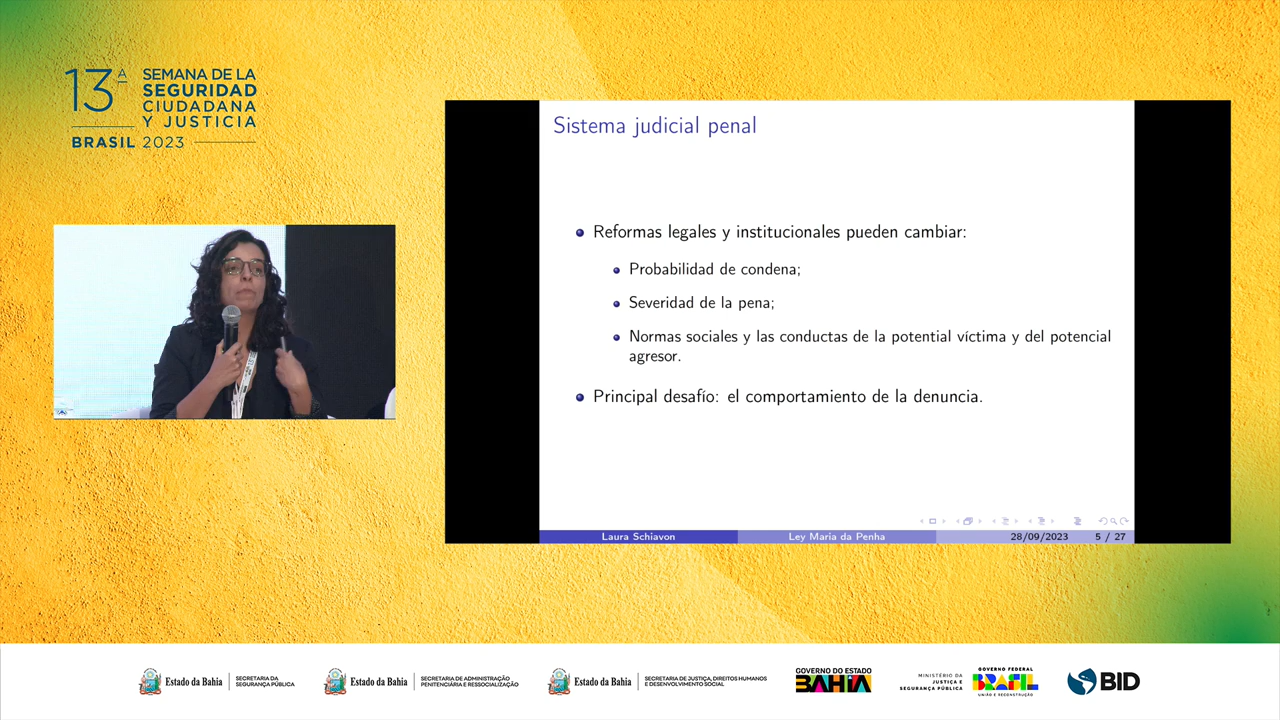 13ª
SEMANA DE LA
SEGURIDAD
CIUDADANA
Y JUSTICIA
BRASIL 2023
Sistema judicial penal
Reformas legales y institucionales pueden cambiar:
Probabilidad de condena;
Severidad de la pena;
Normas sociales y las conductas de la potential víctima y del potencial
agresor.
Principal desafío: el comportamiento de la denuncia.
Laura Schiavon
Ley Maria da Penha
28/09/2023
5 / 27
Estado da Bahia
SECRETARIA DA
SEGURANÇA PÚBLICA
Estado da Bahia
SECRETARIA DE ADMINISTRAÇÃO
PENITENCIÁRIA E RESSOCIALIZAÇÃO
Estado da Bahia
SECRETARIA DE JUSTIÇA, DIREITOS HUMANOS
E DESENVOLVIMENTO SOCIAL
GOVERNO DO ESTADO
BAHIA
MINISTÉRIO DA
JUSTIÇA E
SEGURANÇA PÚBLICA
GOVERNO FEDERAL
BRASIL
UNIÃO E RECONSTRUÇÃO
BID